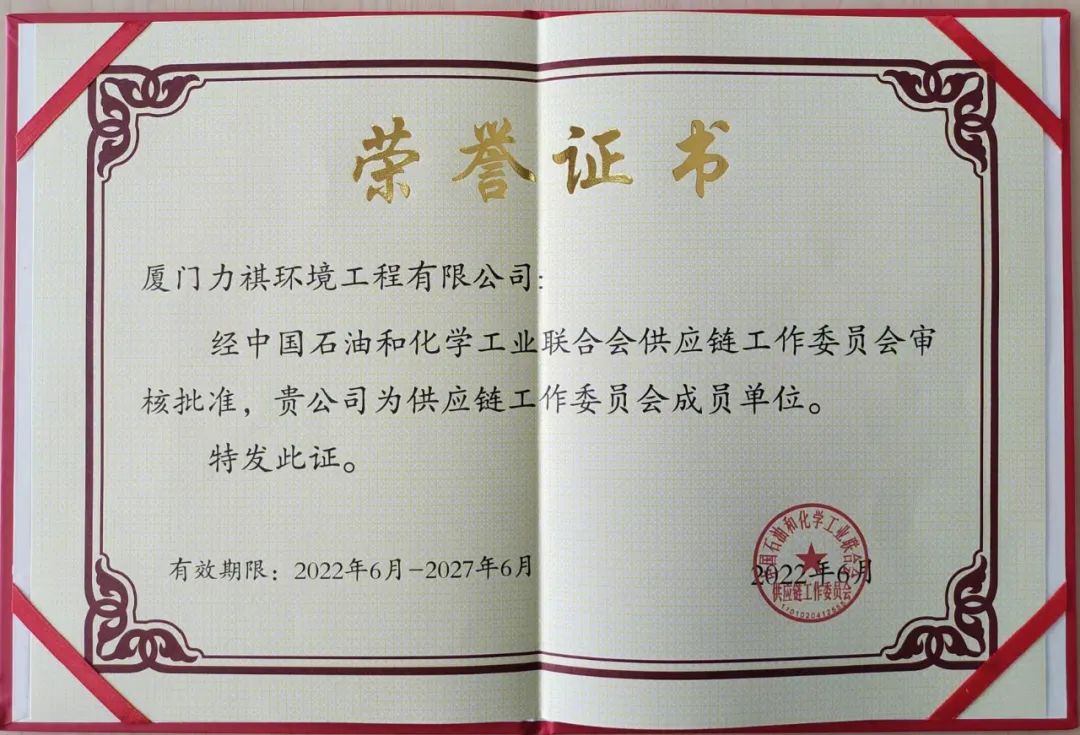 荣誉证书
厦门力祺环境工程有限公司:
经中国石油和化学工业联合会供应链工作委员会审
核批准，贵公司为供应链工作委员会成员单位。
特发此证。
有效期限：2022年6月-2027年6月
2022年6月
中国石油和化学工业联合会
供应链工作委员会